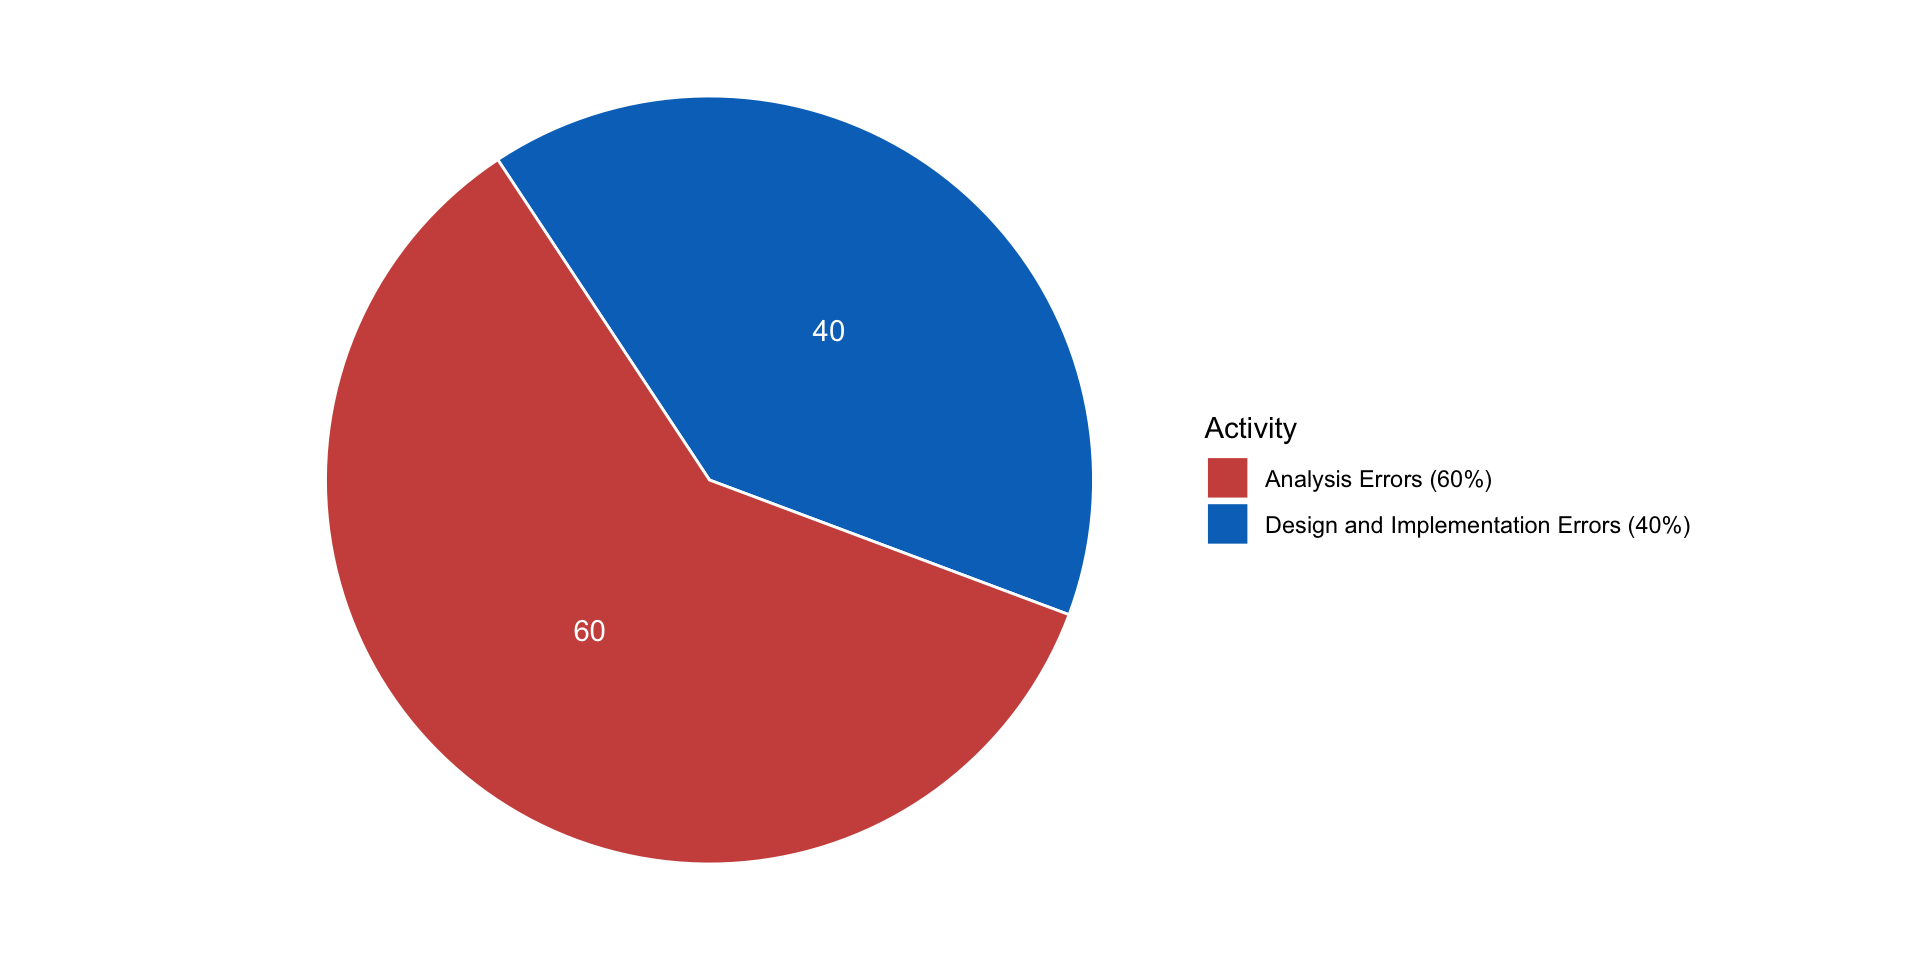 40
60
Activity
Analysis Errors (60%)
Design and Implementation Errors (40%)